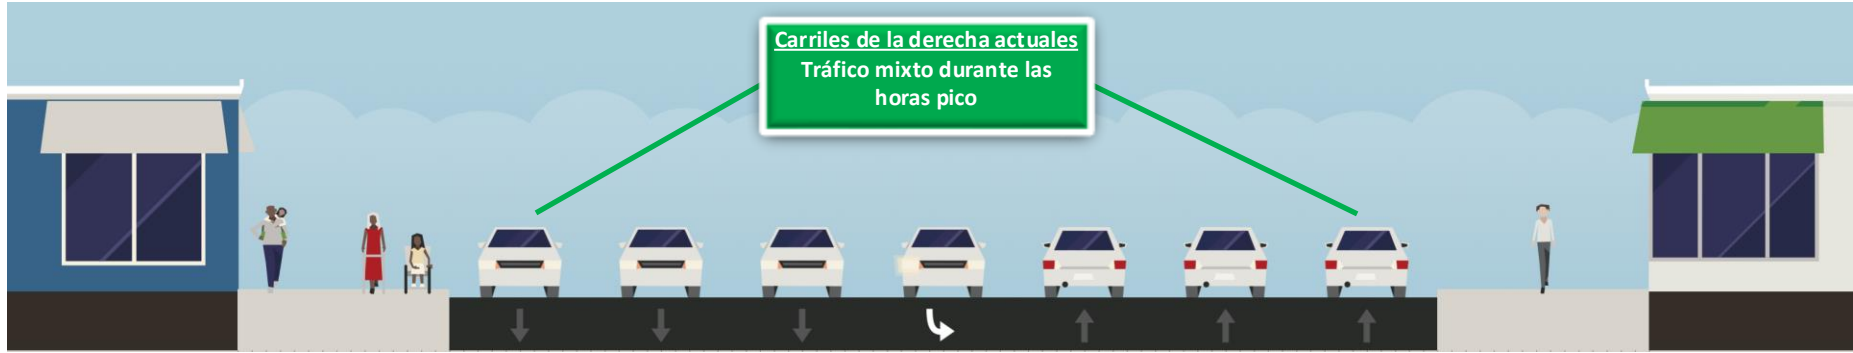 Carriles de la derecha actuales
Tráfico mixto durante las
horas pico